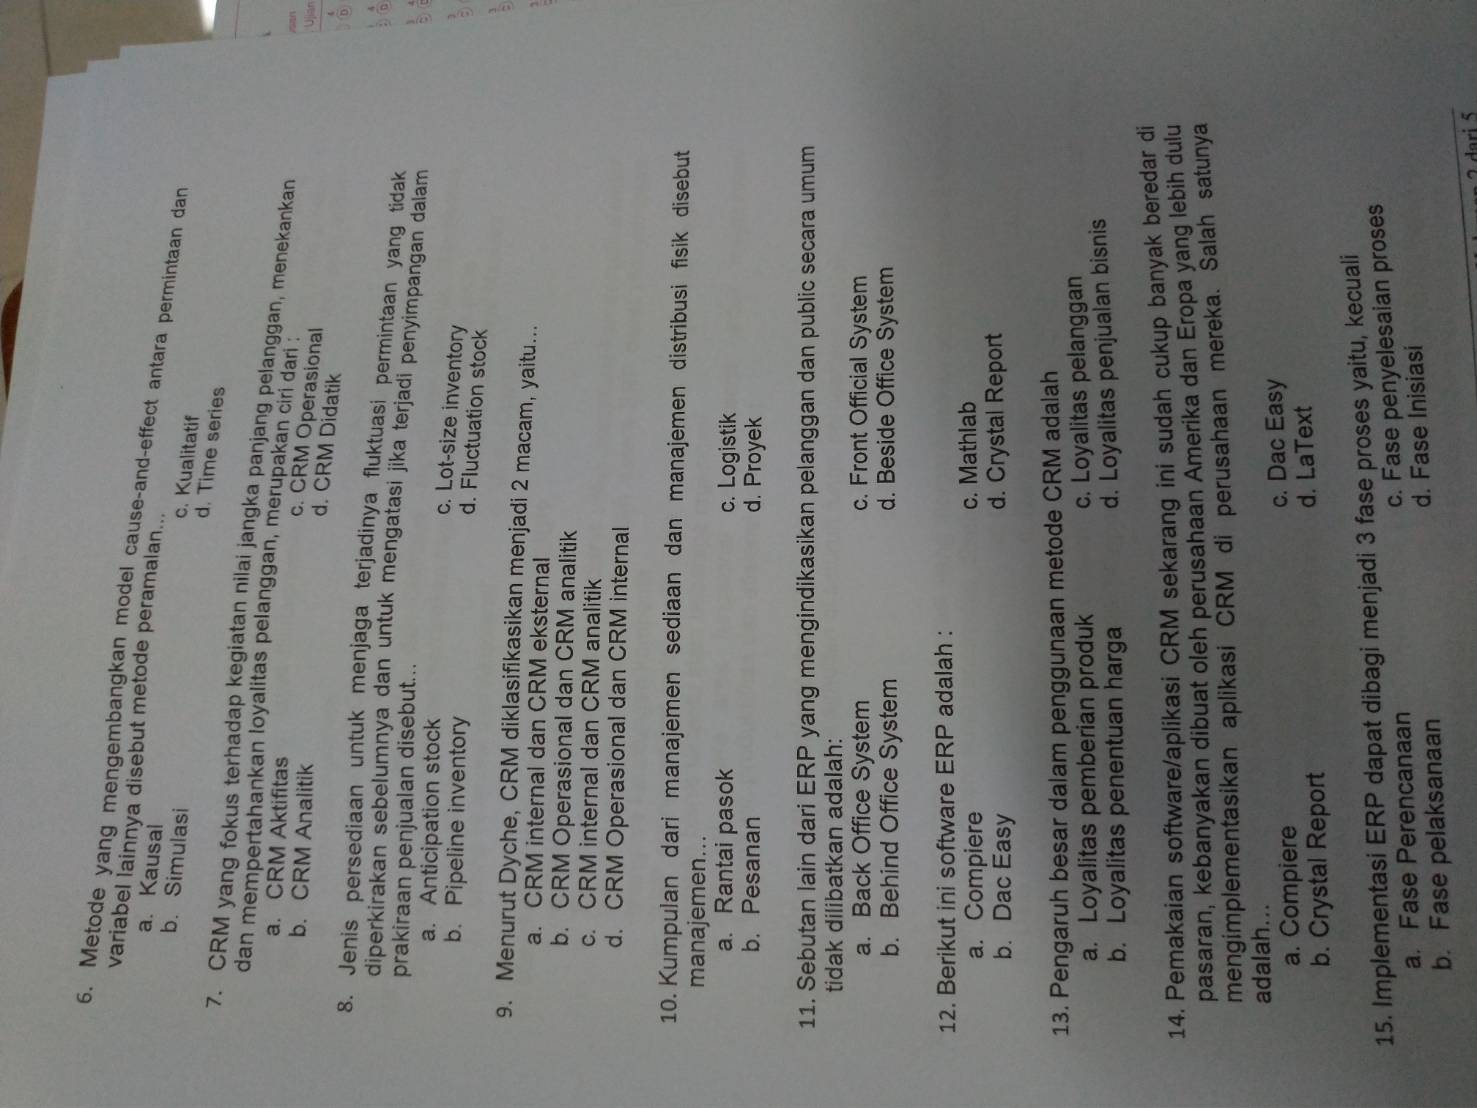 6. Metode yang mengembangkan model cause-and-effect antara permintaan dan
variabel lainnya disebut metode peramalan...
a. Kausal
c. Kualitatif
b. Simulasi
d. Time series
7. CRM yang fokus terhadap kegiatan nilai jangka panjang pelanggan, menekankan
dan mempertahankan loyalitas pelanggan, merupakan ciri dari :
a. CRM Aktifitas
c. CRM Operasional
b. CRM Analitik
d. CRM Didatik
8. Jenis persediaan untuk menjaga terjadinya fluktuasi permintaan yang tidak
diperkirakan sebelumnya dan untuk mengatasi jika terjadi penyimpangan dalam
prakiraan penjualan disebut...
a. Anticipation stock
c. Lot-size inventory
b. Pipeline inventory
d. Fluctuation stock
9. Menurut Dyche, CRM diklasifikasikan menjadi 2 macam, yaitu...
a. CRM internal dan CRM eksternal
b. CRM Operasional dan CRM analitik
c. CRM internal dan CRM analitik
d. CRM Operasional dan CRM internal
10. Kumpulan dari manajemen sediaan dan manajemen distribusi fisik disebut
manajemen...
a. Rantai pasok
c. Logistik
b. Pesanan
d. Proyek
11. Sebutan lain dari ERP yang mengindikasikan pelanggan dan public secara umum
tidak dilibatkan adalah:
a. Back Office System
c. Front Official System
b. Behind Office System
d. Beside Office System
12. Berikut ini software ERP adalah :
a. Compiere
c. Mathlab
b. Dac Easy
d. Crystal Report
13. Pengaruh besar dalam penggunaan metode CRM adalah
a. Loyalitas pemberian produk
c. Loyalitas pelanggan
b. Loyalitas penentuan harga
d. Loyalitas penjualan bisnis
14. Pemakaian software/aplikasi CRM sekarang ini sudah cukup banyak beredar di
pasaran, kebanyakan dibuat oleh perusahaan Amerika dan Eropa yang lebih dulu
mengimplementasikan aplikasi CRM di perusahaan mereka. Salah satunya
adalah...
a. Compiere
c. Dac Easy
b. Crystal Report
d. LaText
15. Implementasi ERP dapat dibagi menjadi 3 fase proses yaitu, kecuali
a. Fase Perencanaan
c. Fase penyelesaian proses
b. Fase pelaksanaan
d. Fase Inisiasi
2 dari 5
Ujian